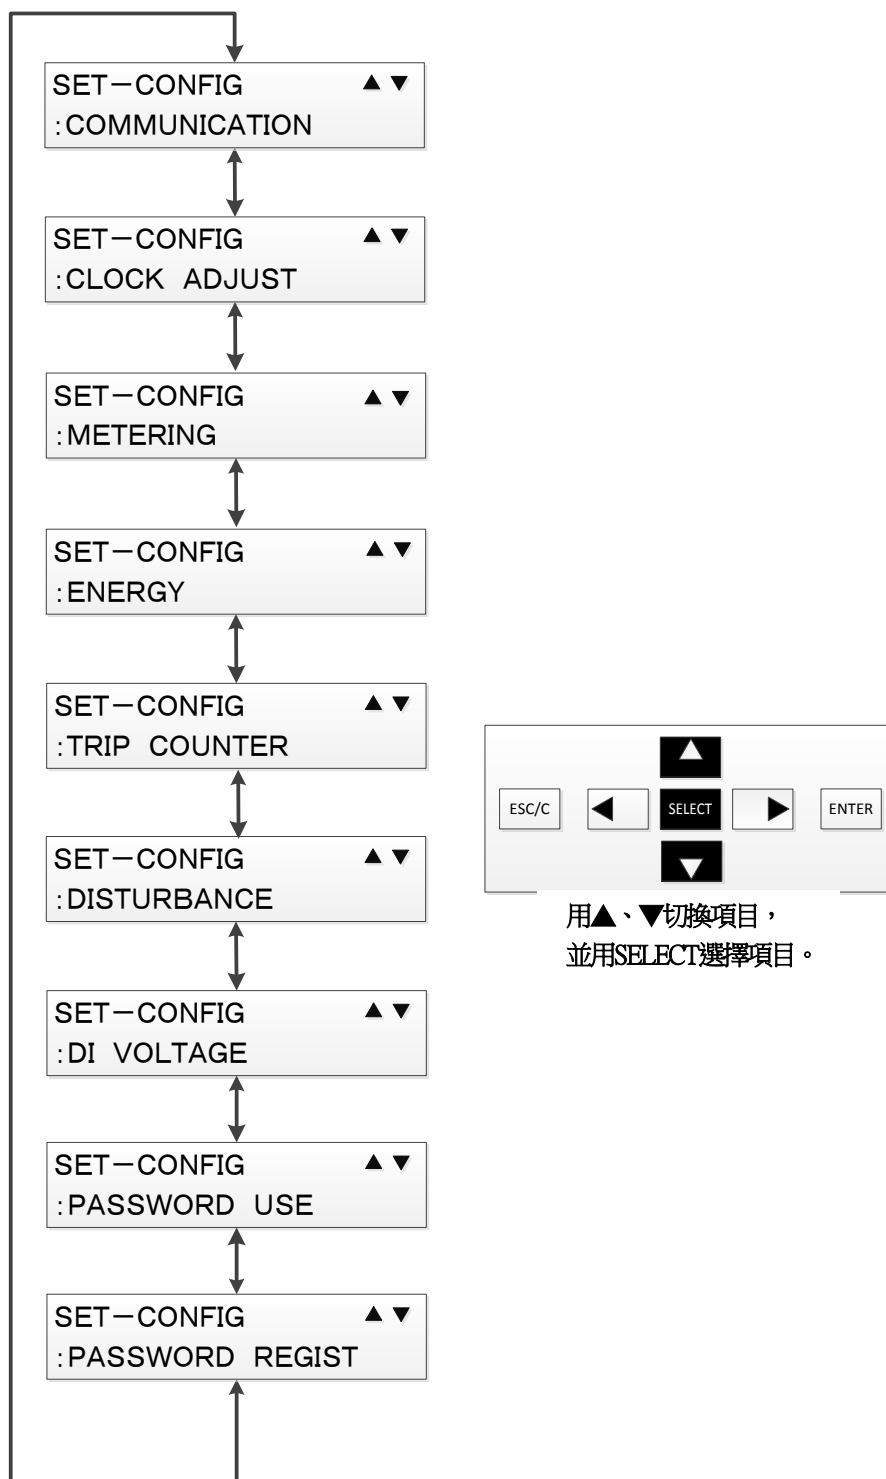 SET－CONFIG ▲ ▼
:COMMUNICATION
SET－CONFIG ▲ ▼
:CLOCK ADJUST
SET－CONFIG ▲ ▼
:METERING
SET－CONFIG ▲ ▼
:ENERGY
SET－CONFIG ▲ ▼
:TRIP COUNTER
SET－CONFIG ▲ ▼
:DISTURBANCE
SET－CONFIG ▲ ▼
:DI VOLTAGE
SET－CONFIG ▲ ▼
:PASSWORD USE
SET－CONFIG ▲ ▼
:PASSWORD REGIST
▲
ESC/C ◀ SELECT ▶ ENTER
▼
用▲、▼切換項目，
並用SELECT選擇項目。